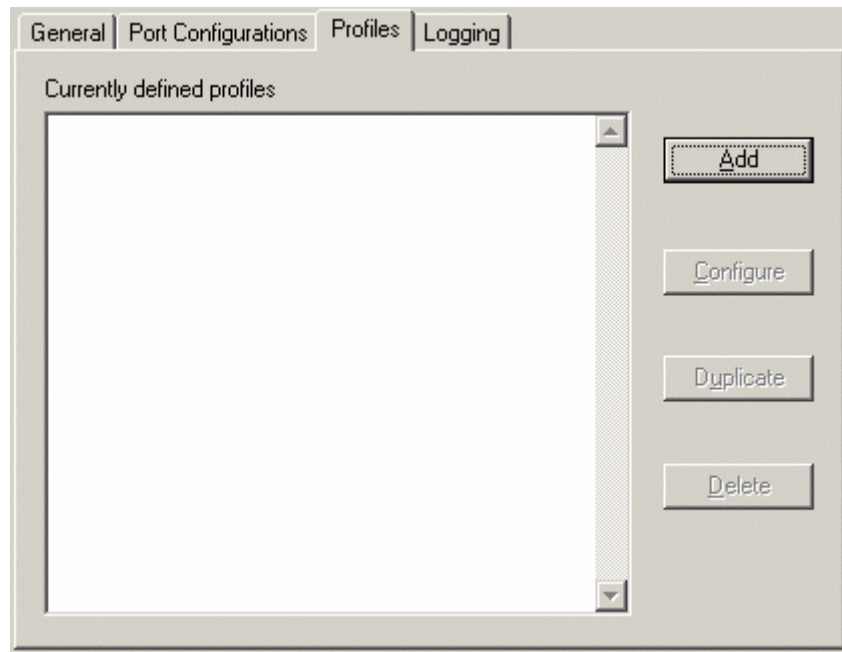 General Port Configurations Profiles Logging
Currently defined profiles
Add
Configure
Duplicate
Delete